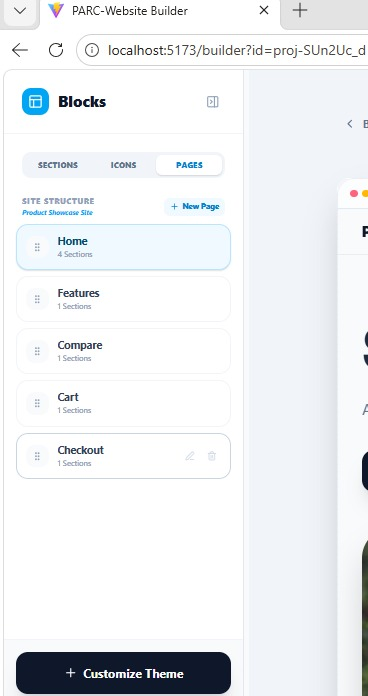 PARC-Website Builder
localhost:5173/builder?id=proj-SUn2Uc_d
Blocks
SECTIONS ICONS PAGES
SITE STRUCTURE
Product Showcase Site
+ New Page
Home
4 Sections
Features
1 Sections
Compare
1 Sections
Cart
1 Sections
Checkout
1 Sections
+ Customize Theme